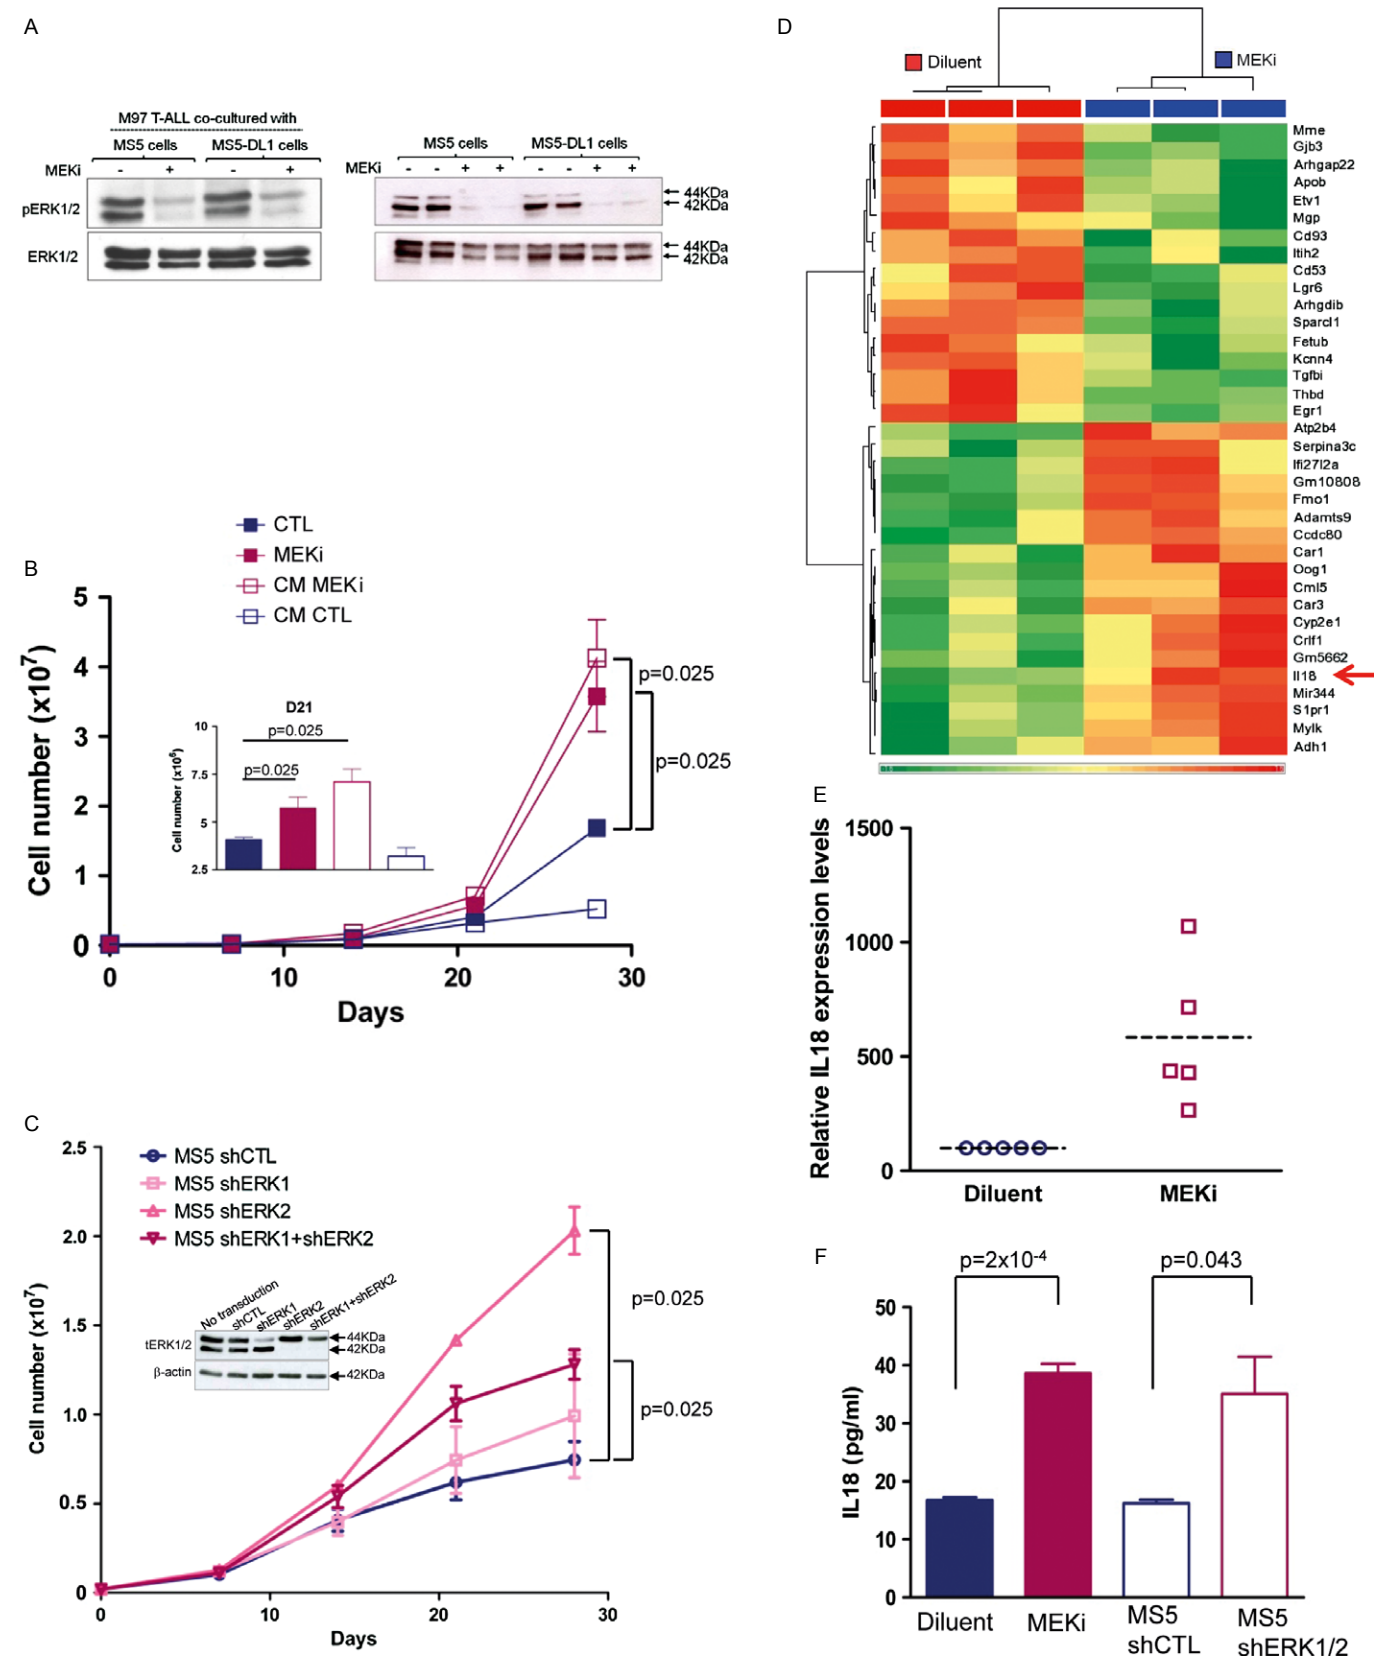 A
M97 T-ALL co-cultured with
MS5 cells MS5-DL1 cells
MEKi - + - +
pERK1/2
ERK1/2
MS5 cells MS5-DL1 cells
MEKi - - + + - - + +
44KDa
42KDa
44KDa
42KDa
B
CTL
MEKi
CM MEKi
CM CTL
Cell number (x10⁷)
5
4
3
2
1
0
0 10 20 30
Days
p=0.025
p=0.025
D21
Cell number (x10⁶)
10
7.5
5
2.5
p=0.025
p=0.025
C
MS5 shCTL
MS5 shERK1
MS5 shERK2
MS5 shERK1+shERK2
Cell number (x10⁷)
2.5
2.0
1.5
1.0
0.5
0
0 10 20 30
Days
p=0.025
p=0.025
No transduction
shCTL
shERK1
shERK2
shERK1+shERK2
tERK1/2
β-actin
44KDa
42KDa
42KDa
D
Diluent
MEKi
Mme
Gjb3
Arhgap22
Apob
Etv1
Mgp
Cd93
Itih2
Cd53
Lgr6
Arhgdib
Sparcl1
Fetub
Kcnn4
Tgfbi
Thbd
Egr1
Atp2b4
Serpina3c
Ifi27l2a
Gm10808
Fmo1
Adamts9
Ccdc80
Car1
Oog1
Cml5
Car3
Cyp2e1
Crlf1
Gm5662
Il18
Mir344
S1pr1
Mylk
Adh1
E
Relative IL18 expression levels
1500
1000
500
0
Diluent MEKi
F
p=2x10⁻⁴ p=0.043
IL18 (pg/ml)
50
40
30
20
10
0
Diluent MEKi MS5 MS5
shCTL shERK1/2